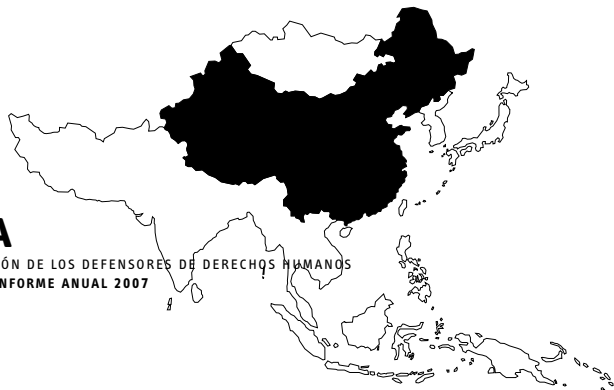 A
ÓN DE LOS DEFENSORES DE DERECHOS HUMANOS
NFORME ANUAL 2007